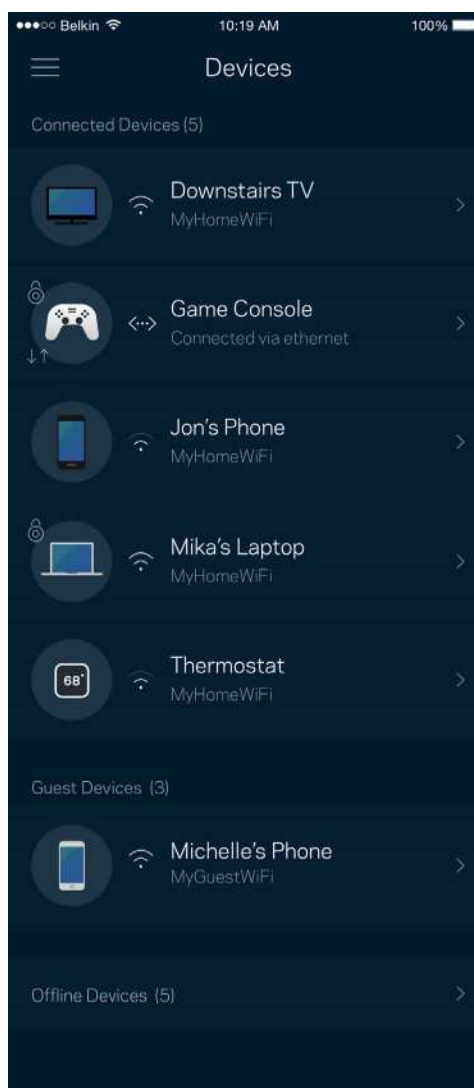 Belkin 10:19 AM 100%
Devices
Connected Devices (5)
Downstairs TV
MyHomeWiFi
Game Console
Connected via ethernet
Jon's Phone
MyHomeWiFi
Mika's Laptop
MyHomeWiFi
68°
Thermostat
MyHomeWiFi
Guest Devices (3)
Michelle's Phone
MyGuestWiFi
Offline Devices (5)